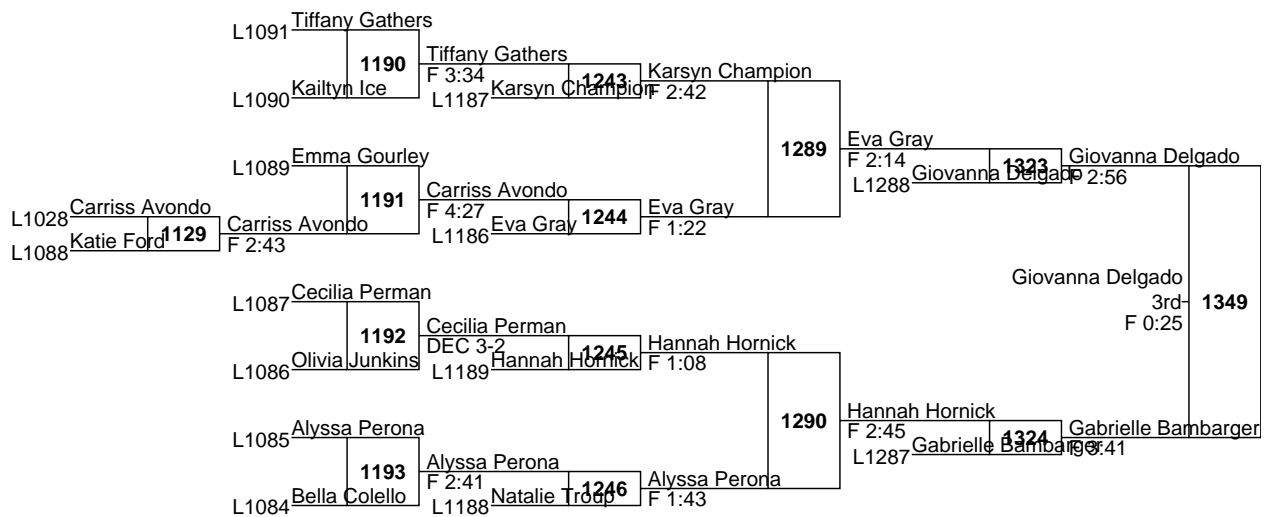 Tiffany Gathers
L1091
1190
Tiffany Gathers
F 3:34
1243
Karsyn Champion
F 2:42
Kailtyn Ice
L1090
L1187
Karsyn Champion
1289
Eva Gray
F 2:14
1323
Giovanna Delgado
F 2:56
L1288
Giovanna Delgado
Emma Gourley
L1089
1191
Carriss Avondo
F 4:27
1244
Eva Gray
F 1:22
L1186
Eva Gray
Carriss Avondo
L1028
1129
Carriss Avondo
F 2:43
Katie Ford
L1088
Giovanna Delgado
3rd
F 0:25
1349
Cecilia Perman
L1087
1192
Cecilia Perman
DEC 3-2
1245
Hannah Hornick
F 1:08
Olivia Junkins
L1086
L1189
Hannah Hornick
1290
Hannah Hornick
F 2:45
1324
Gabrielle Bambarger
F 3:41
L1287
Gabrielle Bambarger
Alyssa Perona
L1085
1193
Alyssa Perona
F 2:41
1246
Alyssa Perona
F 1:43
Bella Colello
L1084
L1188
Natalie Troup